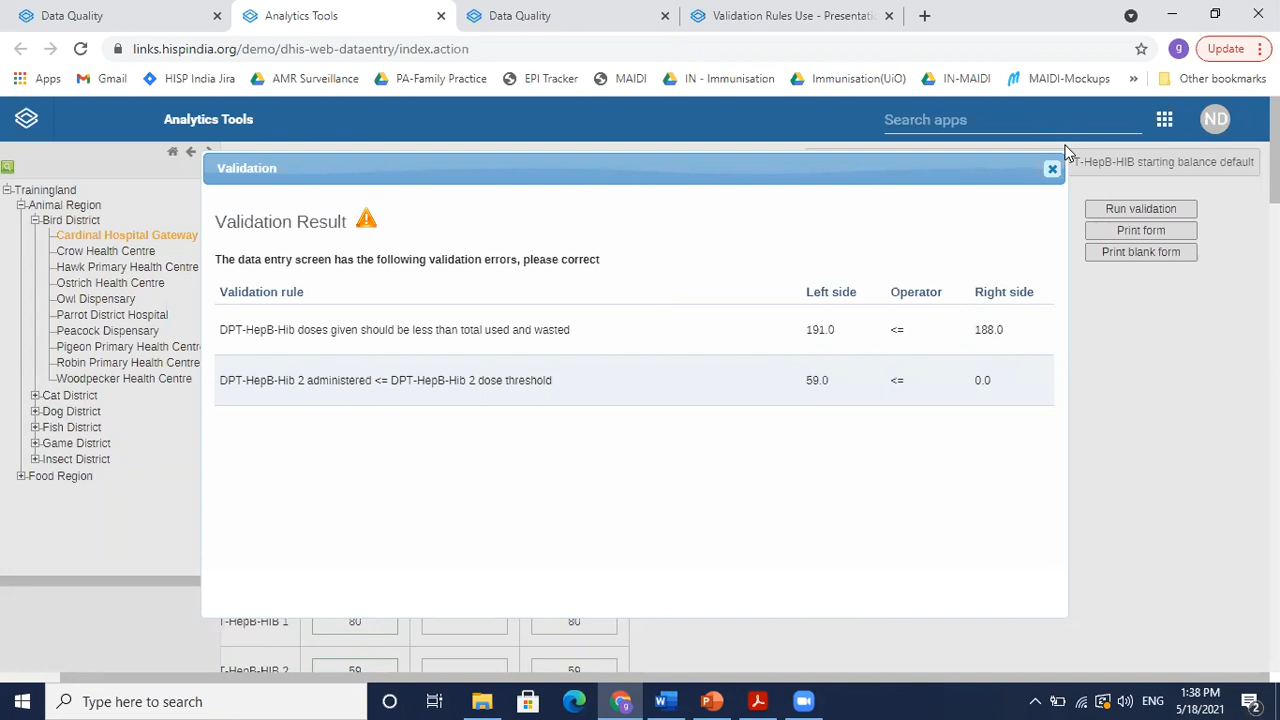 Data Quality
Analytics Tools
Data Quality
Validation Rules Use - Presentati
links.hispindia.org/demo/dhis-web-dataentry/index.action
g
Update
Apps
Gmail
HISP India Jira
AMR Surveillance
PA-Family Practice
EPI Tracker
MAIDI
IN - Immunisation
Immunisation(UiO)
IN-MAIDI
MAIDI-Mockups
»
Other bookmarks
Analytics Tools
Search apps
ND
Trainingland
Animal Region
Bird District
Cardinal Hospital Gateway
Crow Health Centre
Hawk Primary Health Centre
Ostrich Health Centre
Owl Dispensary
Parrot District Hospital
Peacock Dispensary
Pigeon Primary Health Centr
Robin Primary Health Centre
Woodpecker Health Centre
Cat District
Dog District
Fish District
Game District
Insect District
Food Region
Validation
T-HepB-HIB starting balance default
Run validation
Print form
Print blank form
Validation Result
The data entry screen has the following validation errors, please correct
Validation rule Left side Operator Right side
DPT-HepB-Hib doses given should be less than total used and wasted 191.0 <= 188.0
DPT-HepB-Hib 2 administered <= DPT-HepB-Hib 2 dose threshold 59.0 <= 0.0
T-HepB-HIB 1 80 80
T-HepB-HIB 2 59 59
Type here to search
ENG
1:38 PM
5/18/2021
2